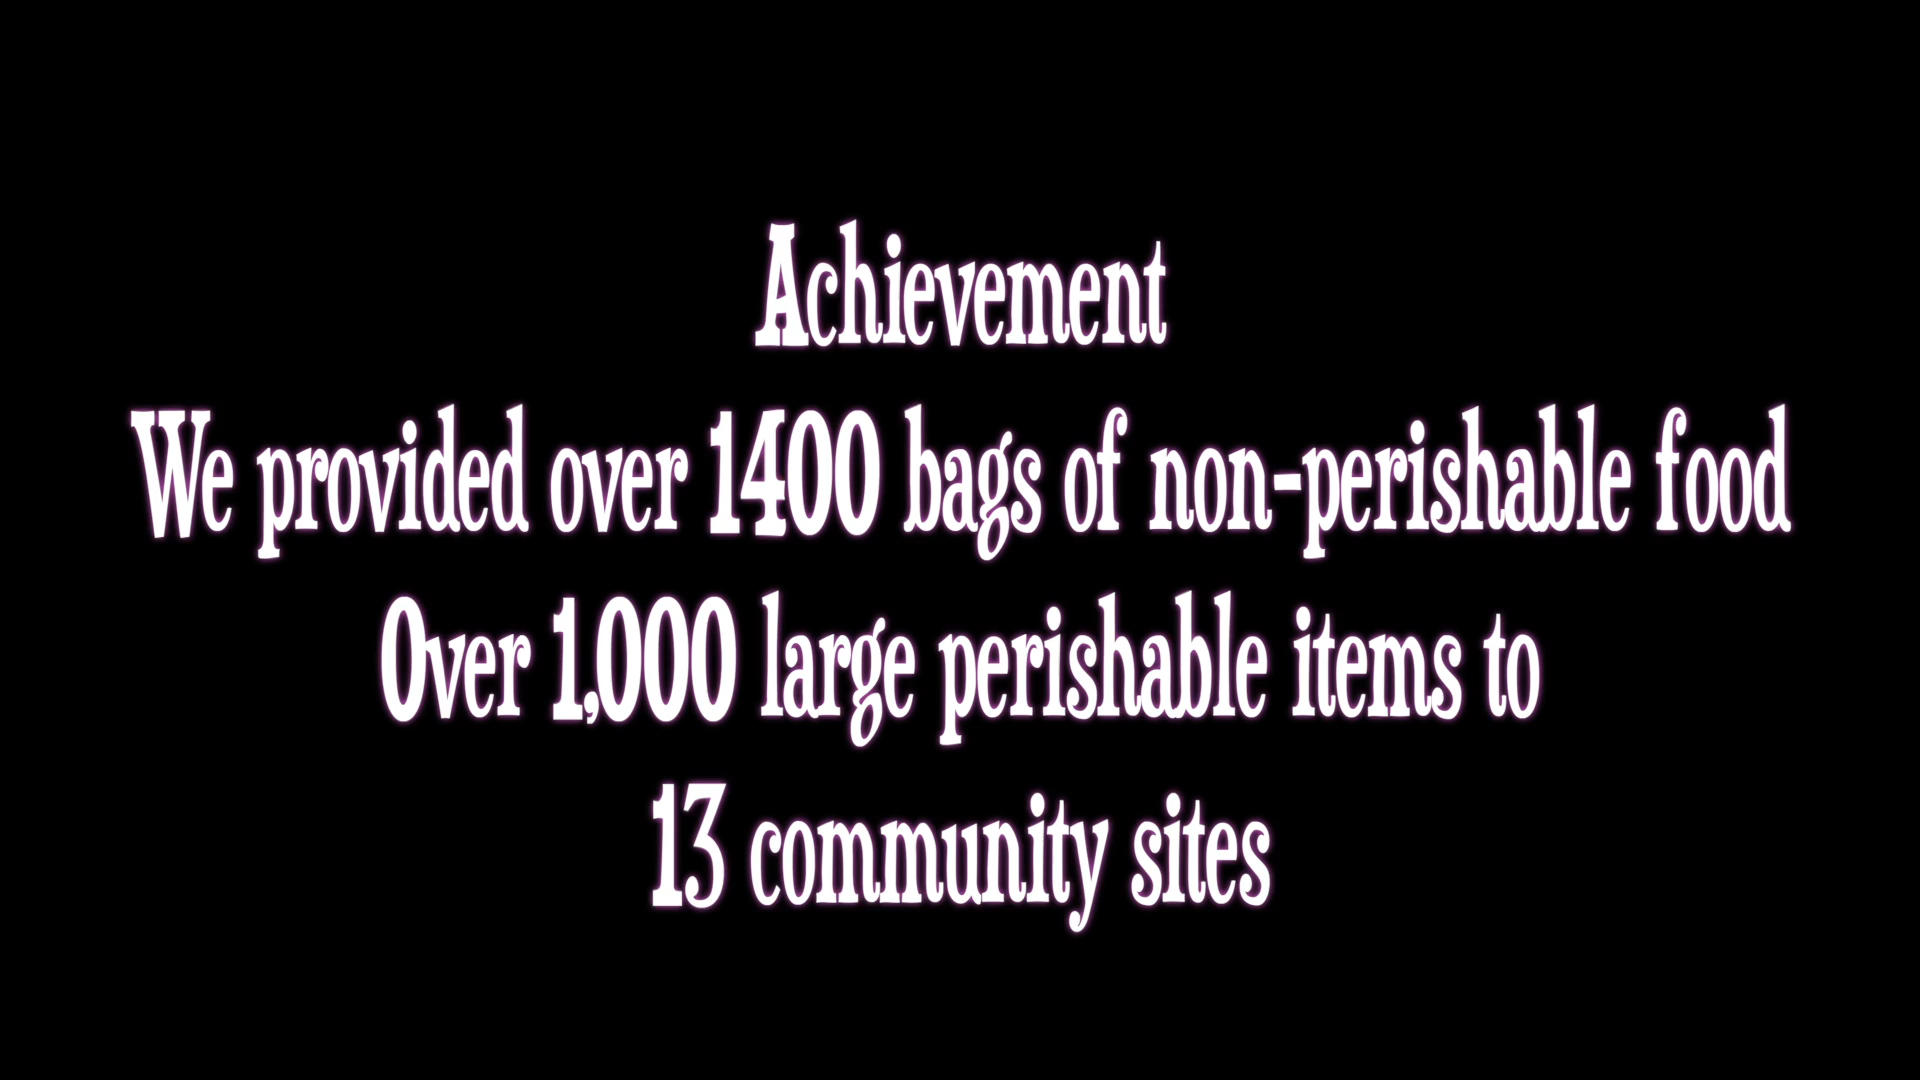 Achievement
We provided over 1400 bags of non-perishable food
Over 1,000 large perishable items to
13 community sites